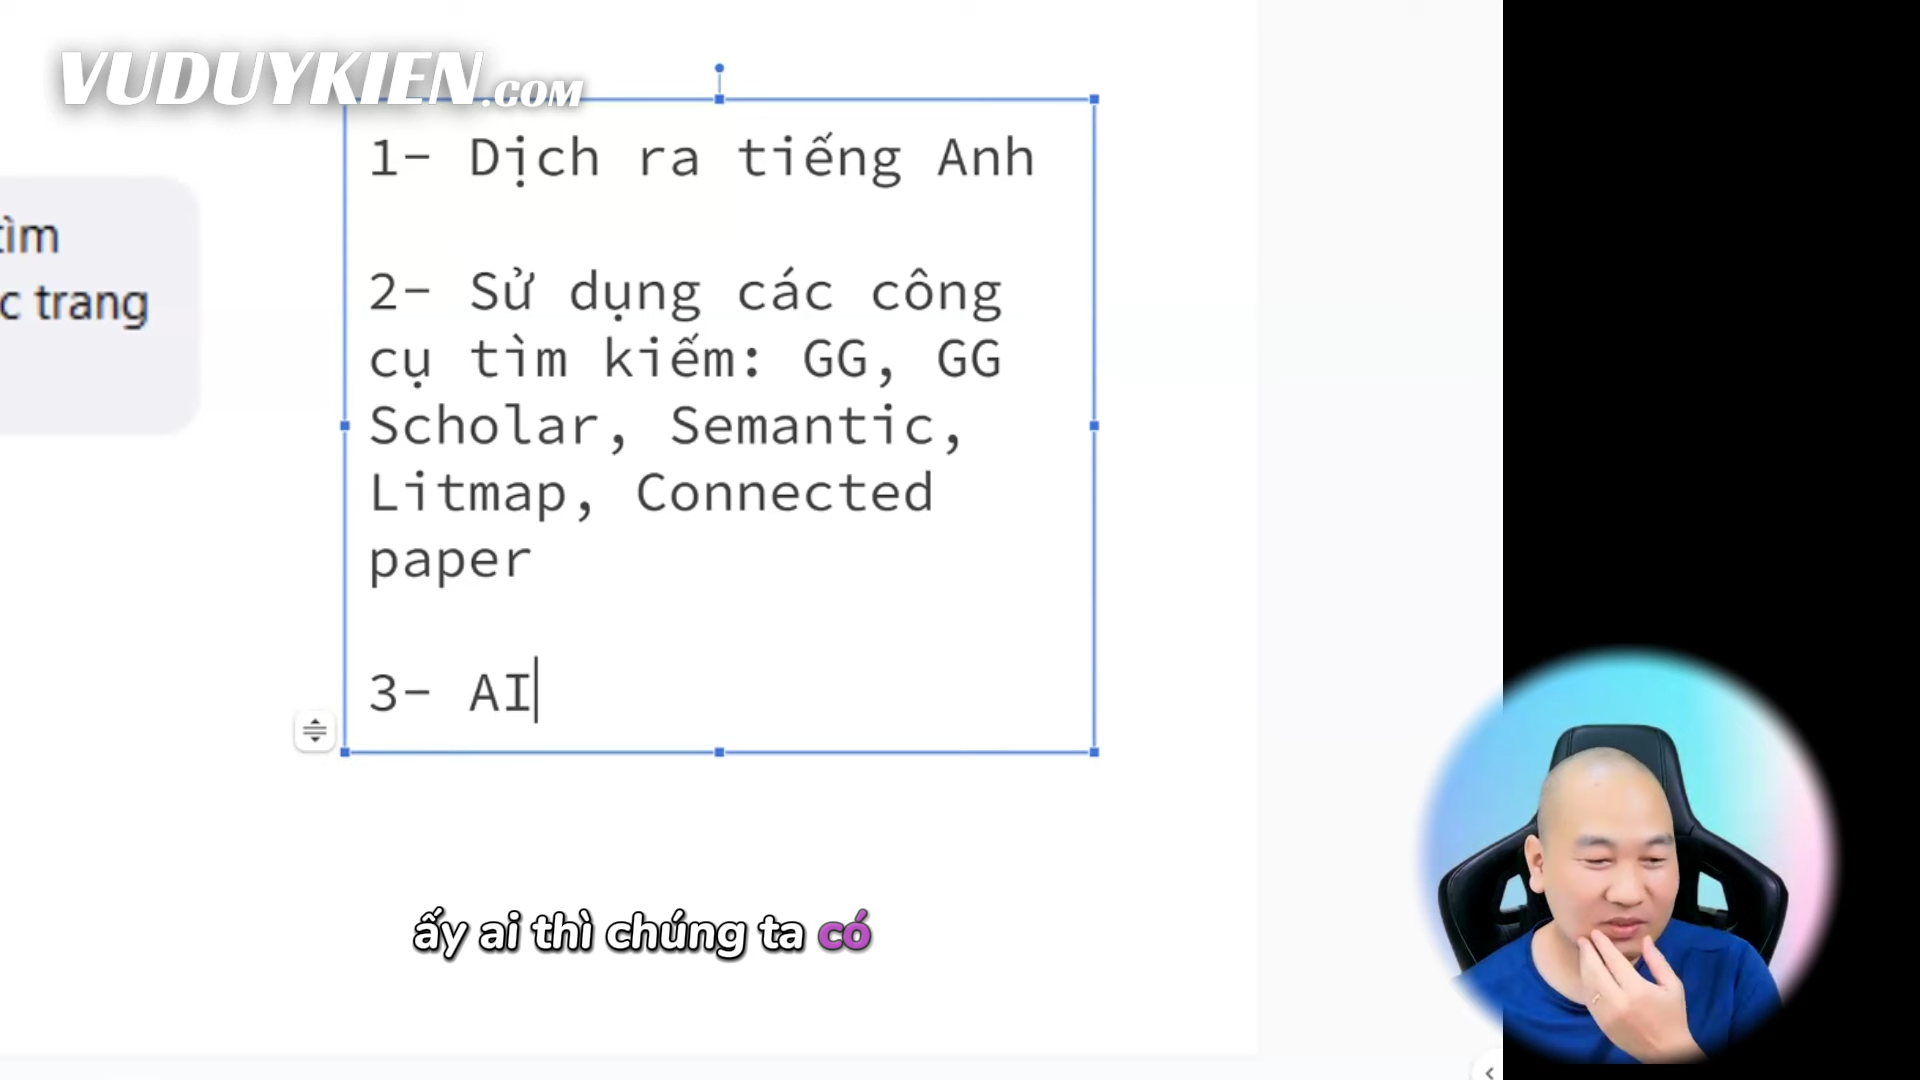 VUDUYKIEN.COM
tìm
c trang
1- Dịch ra tiếng Anh
2- Sử dụng các công
cụ tìm kiếm: GG, GG
Scholar, Semantic,
Litmap, Connected
paper
3- AI
ấy ai thì chúng ta có